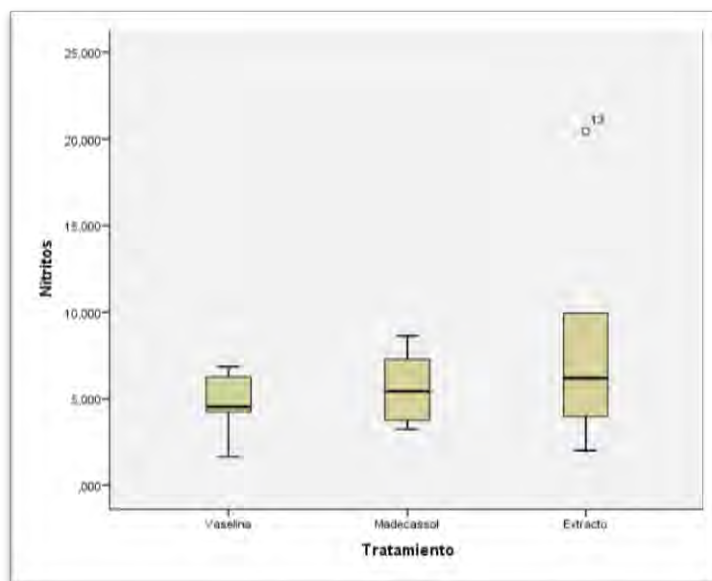 25,000
20,000
15,000
10,000
5,000
,000
Nitritos
13
Vaselina
Madecassol
Extracto
Tratamiento